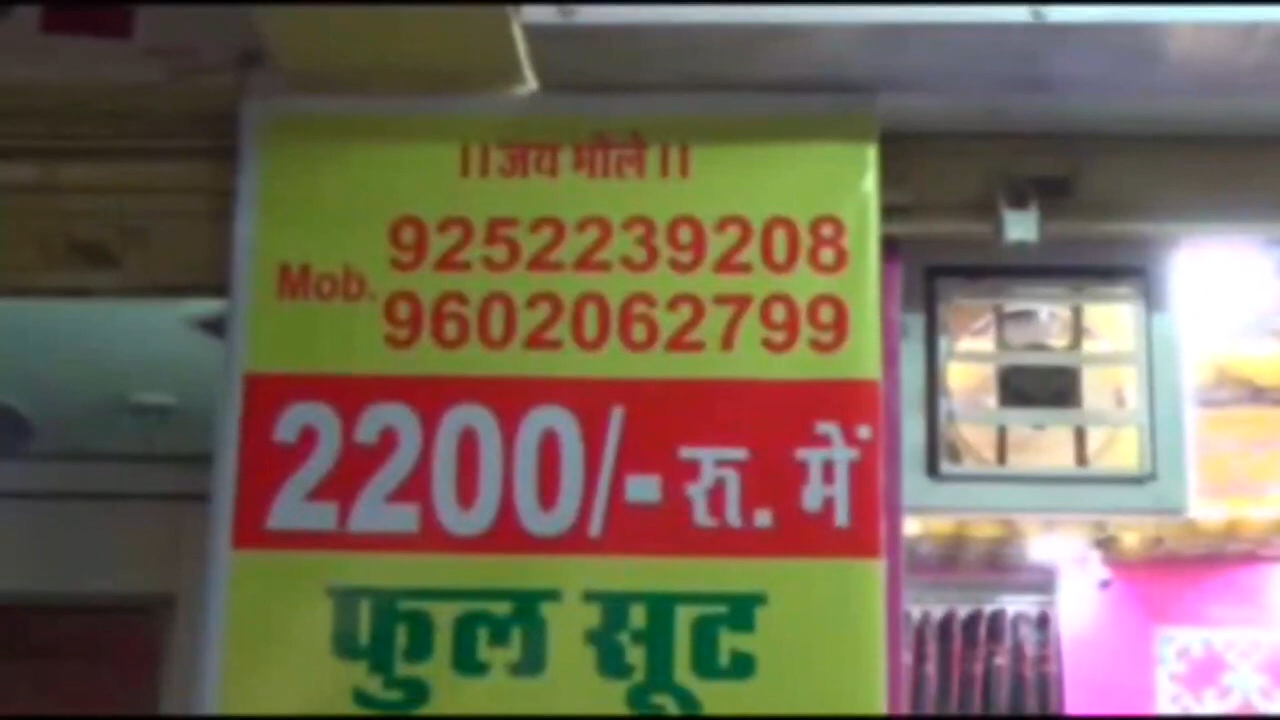 ।।जय भोले।।
9252239208
Mob.
9602062799
2200/- रु. में
फुल सूट